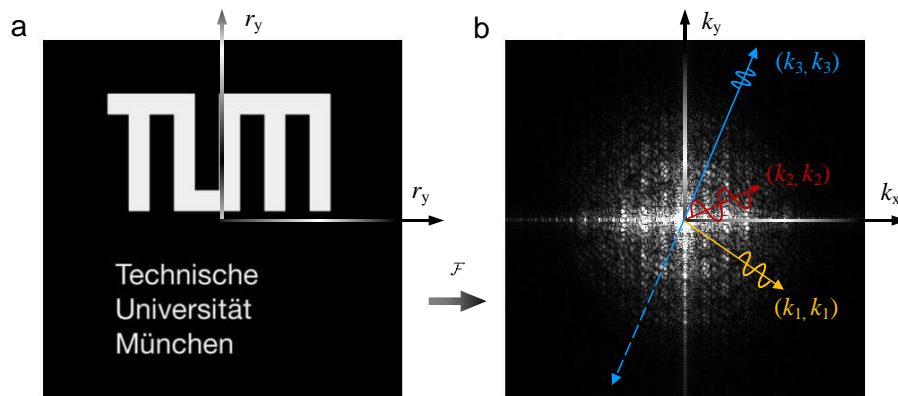 a
r_y
TUM
r_y
Technische
Universität
München
ℱ
b
k_y
(k_3, k_3)
(k_2, k_2)
k_x
(k_1, k_1)